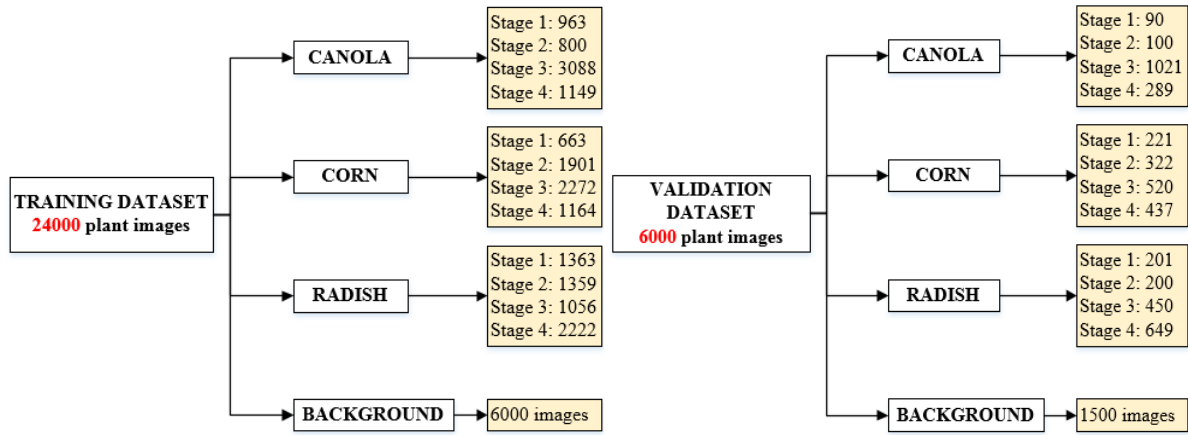 TRAINING DATASET
24000 plant images
CANOLA
Stage 1: 963
Stage 2: 800
Stage 3: 3088
Stage 4: 1149
CORN
Stage 1: 663
Stage 2: 1901
Stage 3: 2272
Stage 4: 1164
RADISH
Stage 1: 1363
Stage 2: 1359
Stage 3: 1056
Stage 4: 2222
BACKGROUND
6000 images
VALIDATION
DATASET
6000 plant images
CANOLA
Stage 1: 90
Stage 2: 100
Stage 3: 1021
Stage 4: 289
CORN
Stage 1: 221
Stage 2: 322
Stage 3: 520
Stage 4: 437
RADISH
Stage 1: 201
Stage 2: 200
Stage 3: 450
Stage 4: 649
BACKGROUND
1500 images